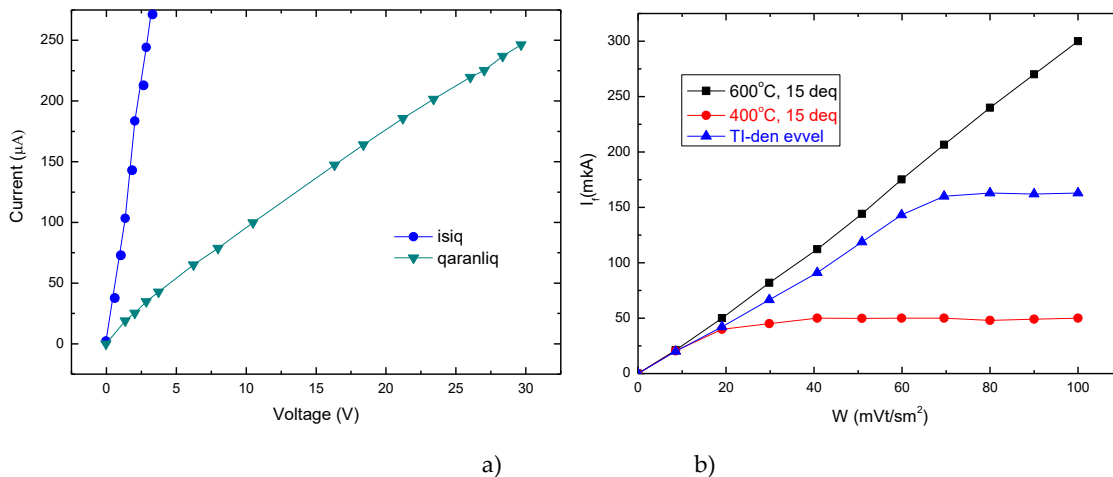 250
200
150
100
50
0
Current (μA)
isiq
qaranliq
0
5
10
15
20
25
30
Voltage (V)
a)
300
250
200
150
100
50
0
I_f(mkA)
600°C, 15 deq
400°C, 15 deq
TI-den evvel
0
20
40
60
80
100
W (mVt/sm²)
b)